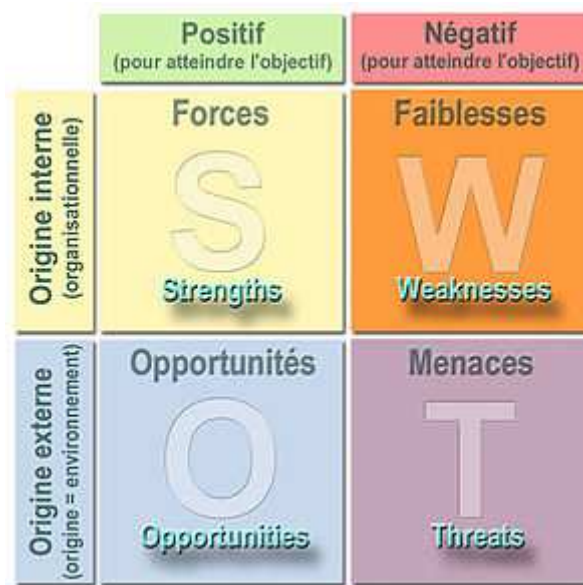 Positif
(pour atteindre l'objectif)
Négatif
(pour atteindre l'objectif)
Origine interne
(organisationnelle)
Forces
S
Strengths
Faiblesses
W
Weaknesses
Origine externe
(origine = environnement)
Opportunités
O
Opportunities
Menaces
T
Threats